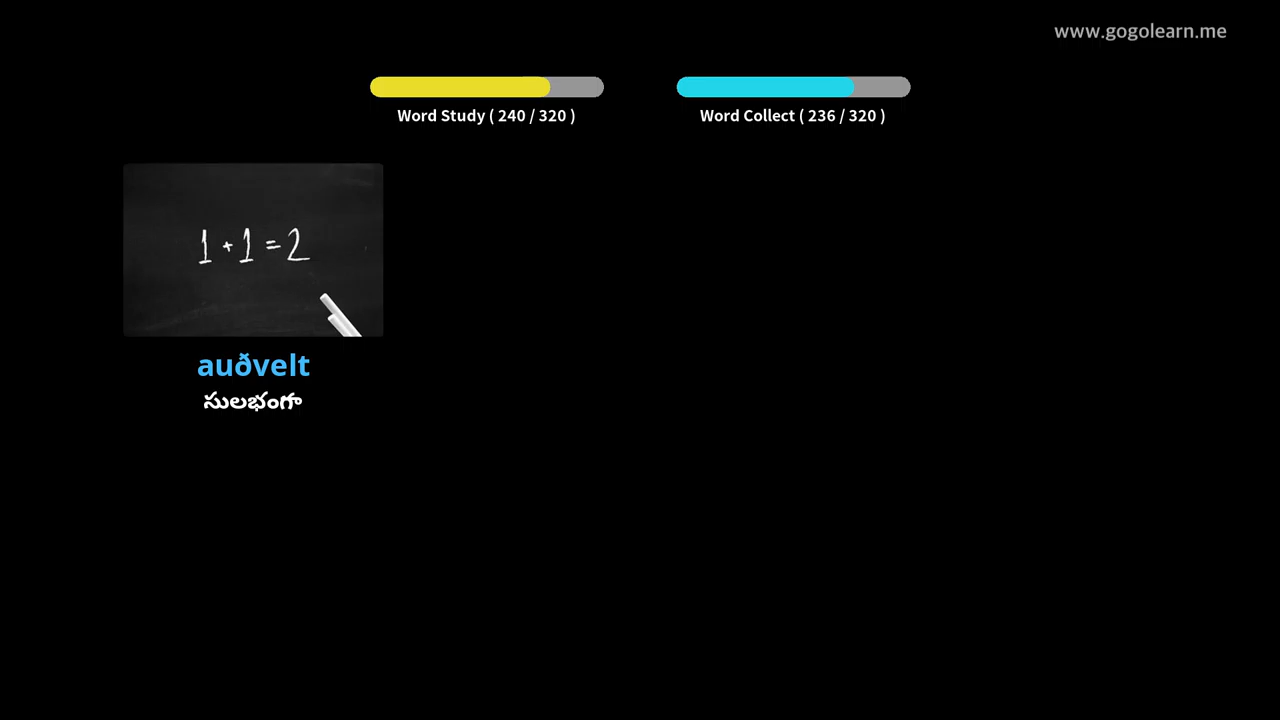 www.gogolearn.me
Word Study ( 240 / 320 )
Word Collect ( 236 / 320 )
1 + 1 = 2
auðvelt
సులభంగా